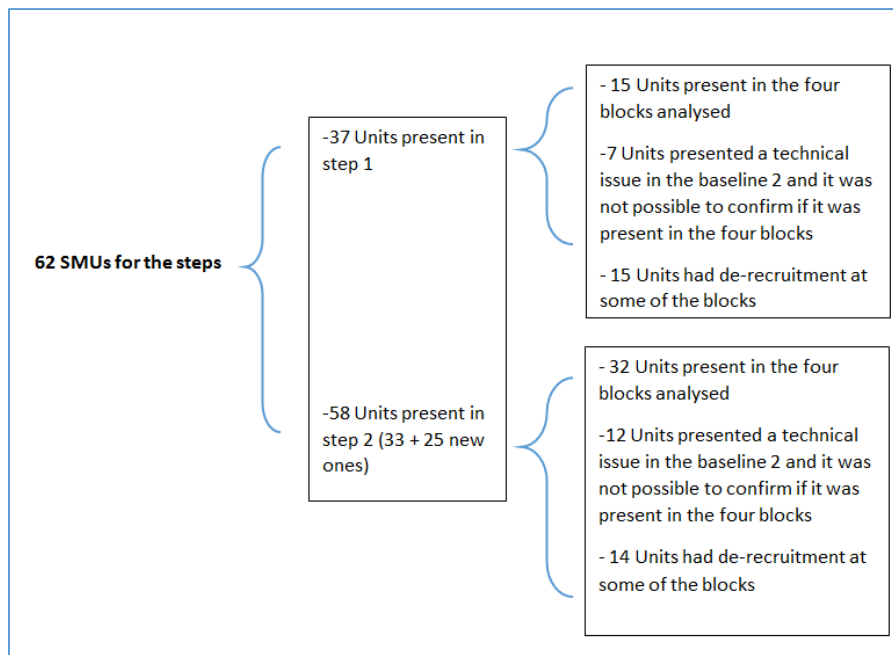 62 SMUs for the steps
-37 Units present in
step 1
-58 Units present in
step 2 (33 + 25 new
ones)
- 15 Units present in the four
blocks analysed
-7 Units presented a technical
issue in the baseline 2 and it was
not possible to confirm if it was
present in the four blocks
- 15 Units had de-recruitment at
some of the blocks
- 32 Units present in the four
blocks analysed
-12 Units presented a technical
issue in the baseline 2 and it was
not possible to confirm if it was
present in the four blocks
- 14 Units had de-recruitment at
some of the blocks